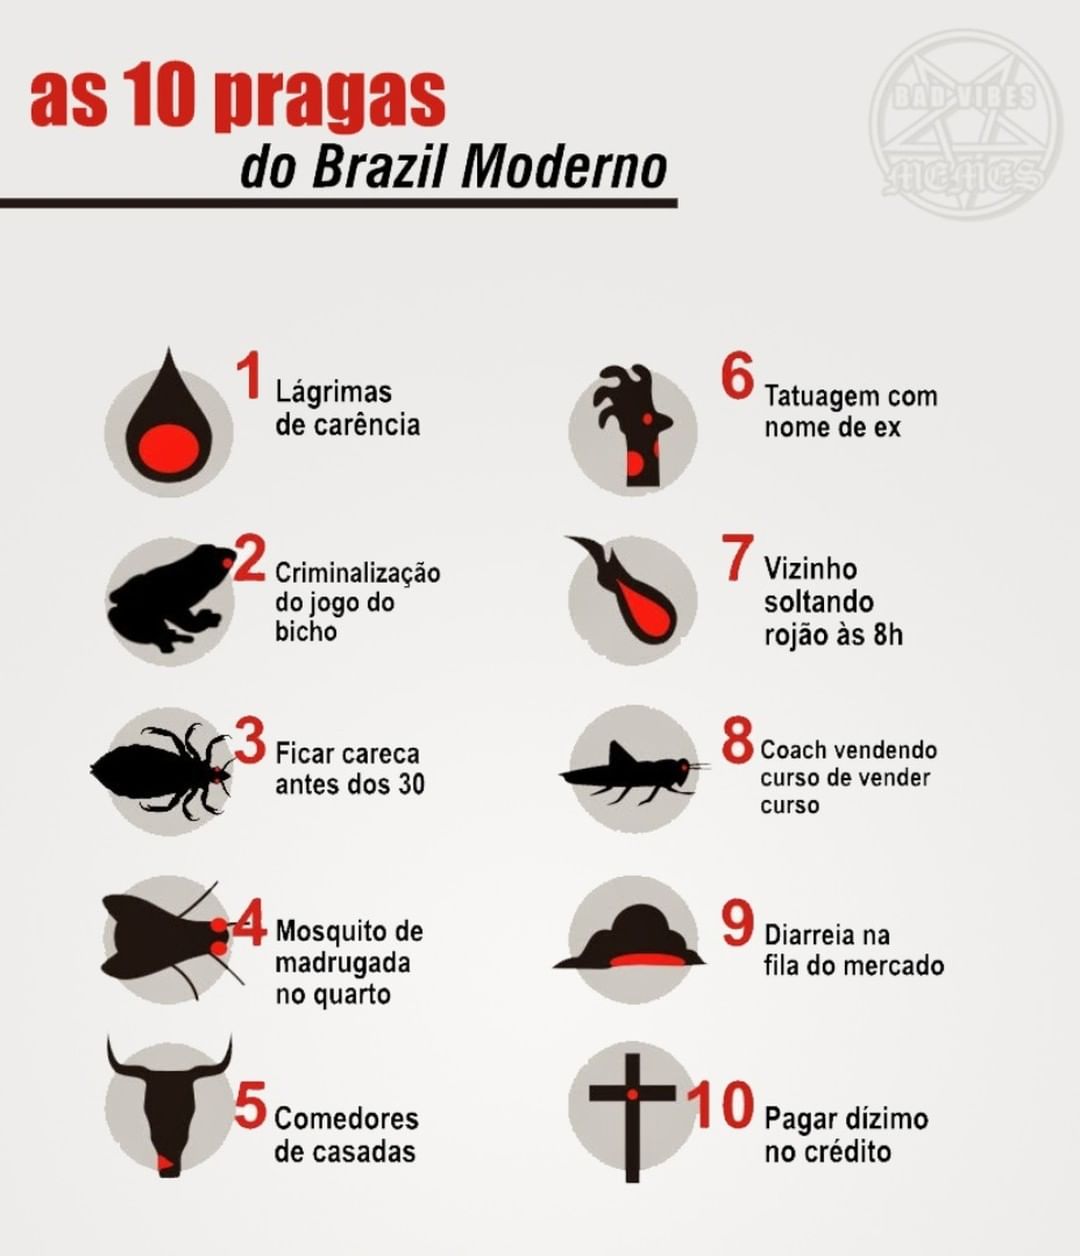 as 10 pragas
do Brazil Moderno
BAD VIBES
MEMES
1
Lágrimas
de carência
2
Criminalização
do jogo do
bicho
3
Ficar careca
antes dos 30
4
Mosquito de
madrugada
no quarto
5
Comedores
de casadas
6
Tatuagem com
nome de ex
7
Vizinho
soltando
rojão às 8h
8
Coach vendendo
curso de vender
curso
9
Diarreia na
fila do mercado
10
Pagar dízimo
no crédito